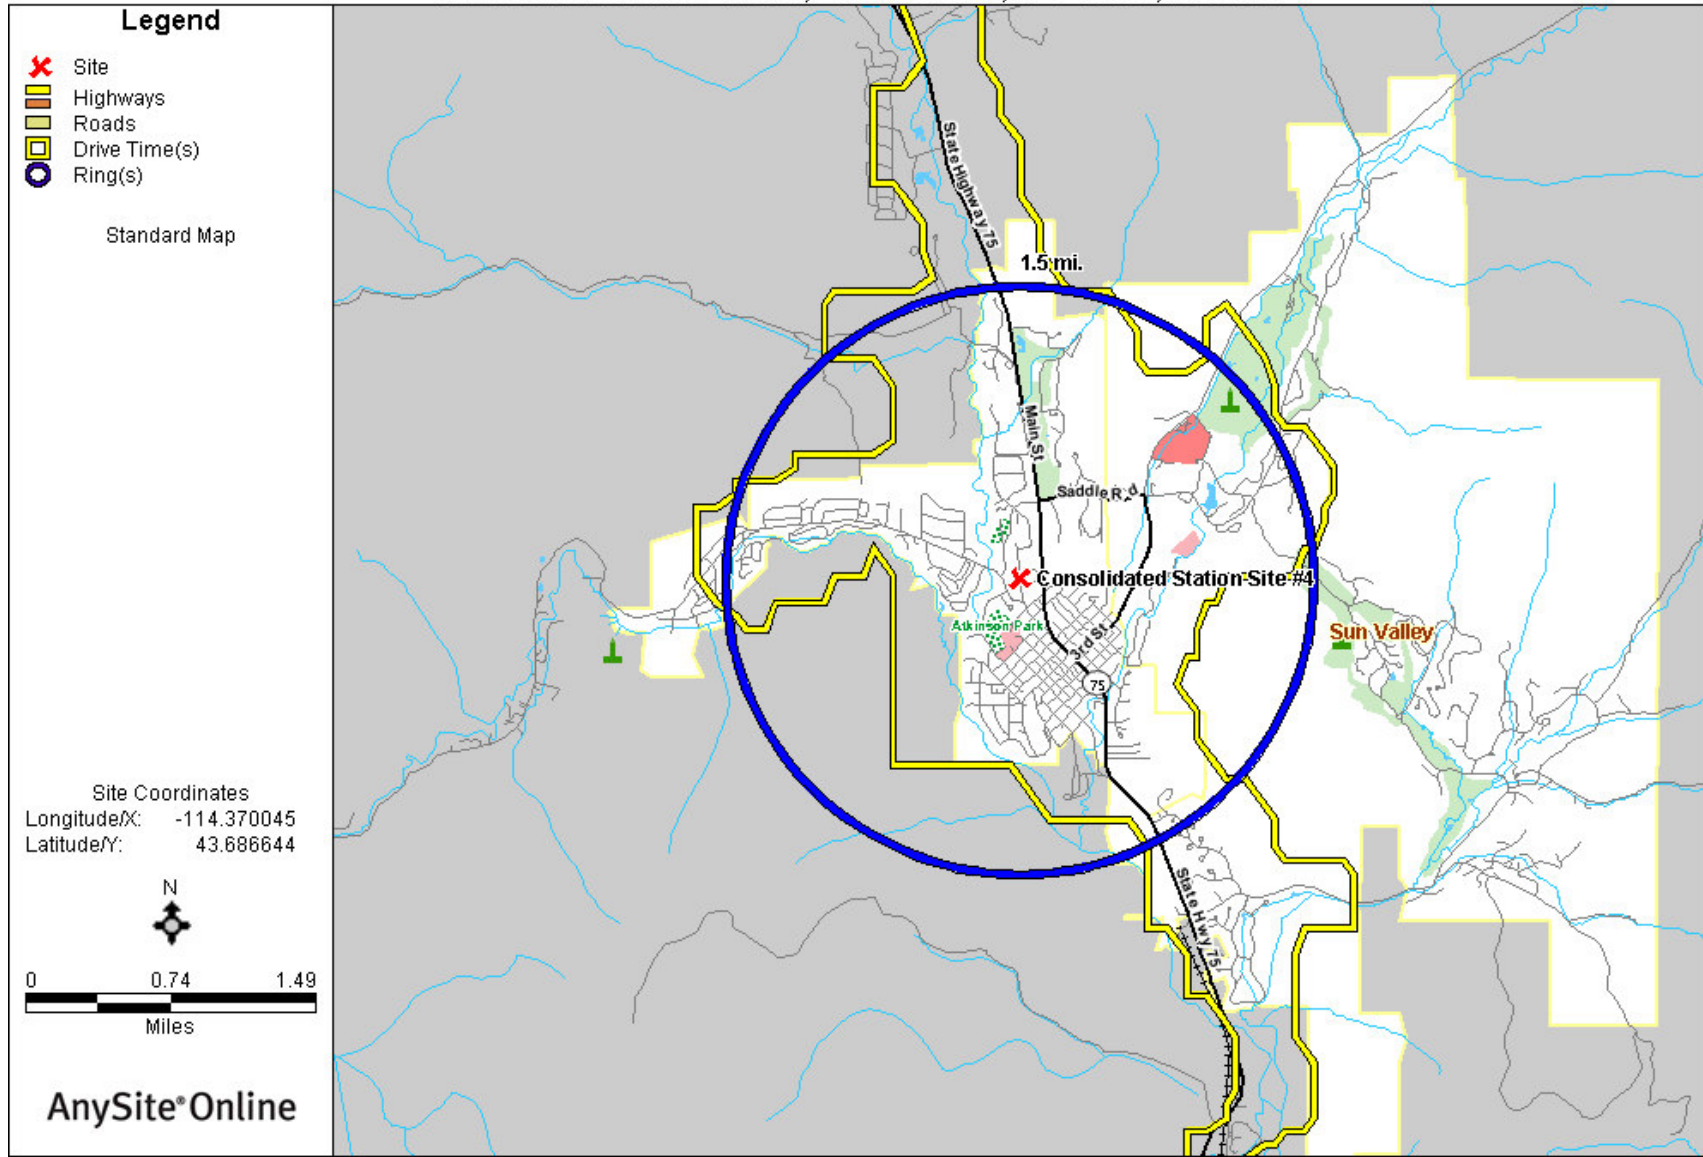 Legend
Site
Highways
Roads
Drive Time(s)
Ring(s)
Standard Map
Site Coordinates
Longitude/X: -114.370045
Latitude/Y: 43.686644
N
0 0.74 1.49
Miles
AnySite®Online
State Highway 75
1.5 mi.
Main St
Saddle Rd
Consolidated Station Site #4
Atkinson Park
3rd St
Sun Valley
75
State Hwy 75